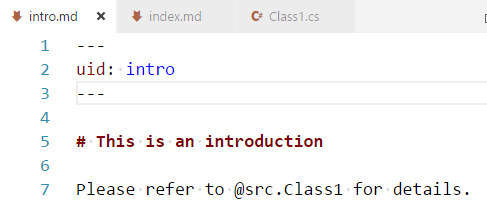 intro.md × index.md C# Class1.cs
1 ---
2 uid: intro
3 ---
4
5 # This is an introduction
6
7 Please refer to @src.Class1 for details.